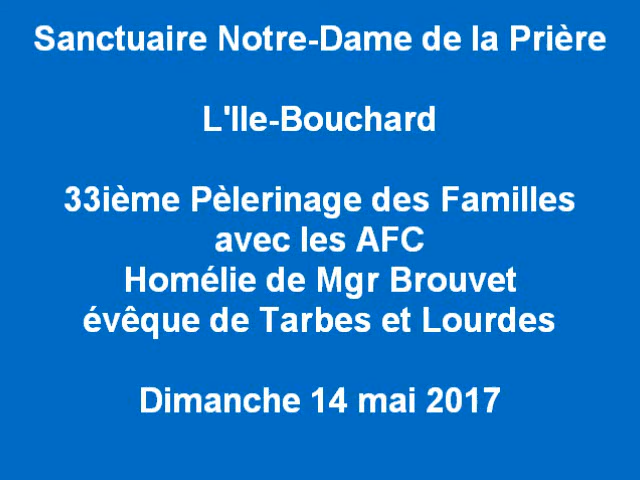 Sanctuaire Notre-Dame de la Prière
L'Ile-Bouchard
33ième Pèlerinage des Familles
avec les AFC
Homélie de Mgr Brouvet
évêque de Tarbes et Lourdes
Dimanche 14 mai 2017